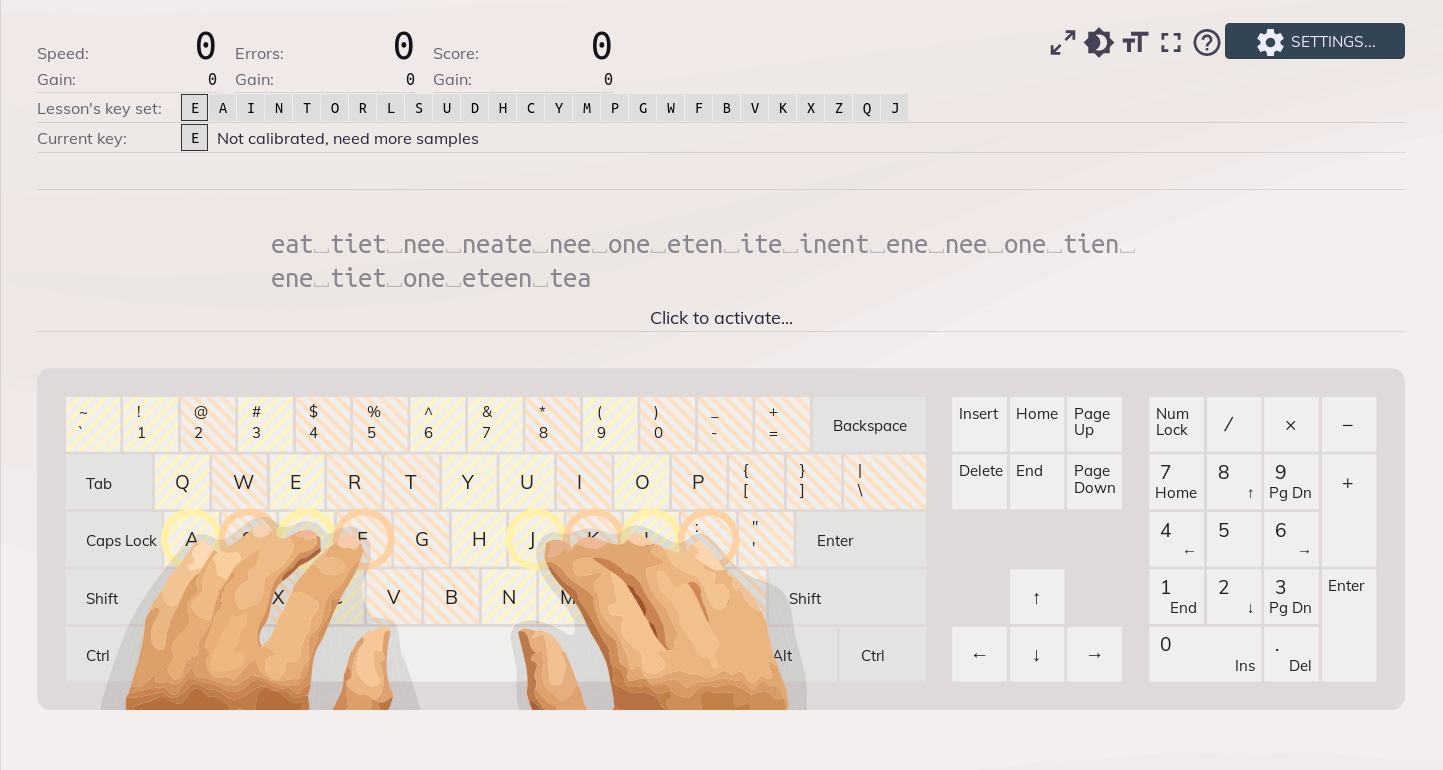 Speed: 0 Errors: 0 Score: 0
Gain: 0 Gain: 0 Gain: 0
SETTINGS...
Lesson's key set: E A I N T O R L S U D H C Y M P G W F B V K X Z Q J
Current key: E Not calibrated, need more samples
eat␣tiet␣nee␣neate␣nee␣one␣eten␣ite␣inent␣ene␣nee␣one␣tien␣
ene␣tiet␣one␣eteen␣tea
Click to activate...
~ ! @ # $ % ^ & * ( ) _ +
` 1 2 3 4 5 6 7 8 9 0 - = Backspace
Insert Home Page Up
Num Lock / × − 
Tab Q W E R T Y U I O P { [ } ] | \
Delete End Page Down
7 Home 8 ↑ 9 Pg Dn +
Caps Lock A F G H J : " ' Enter
4 ← 5 6 →
Shift X V B N M Shift
↑
1 End 2 ↓ 3 Pg Dn Enter
Ctrl Alt Ctrl
← ↓ →
0 Ins . Del